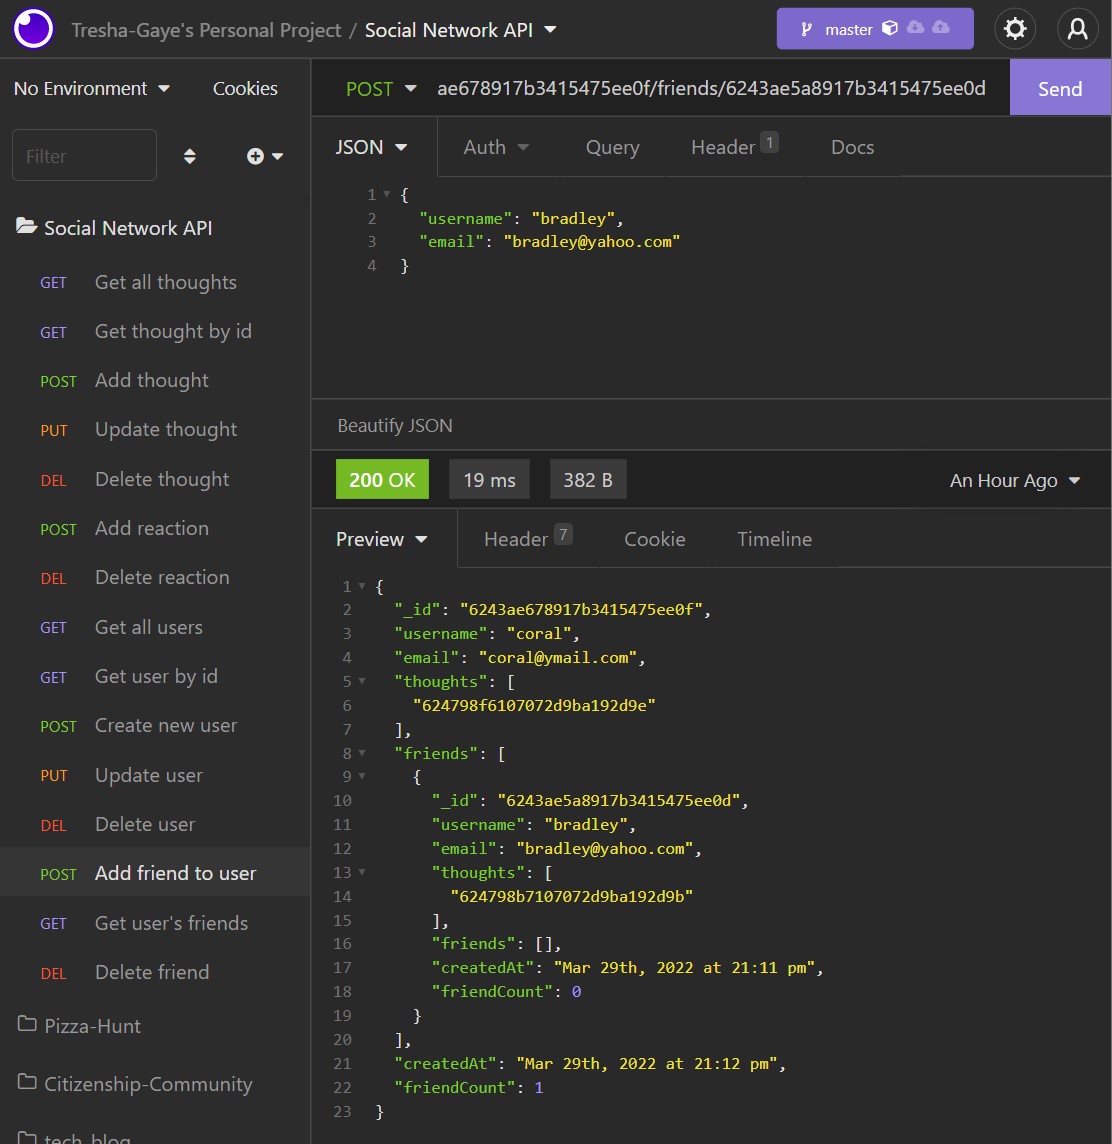 Tresha-Gaye's Personal Project / Social Network API
master
No Environment
Cookies
POST
ae678917b3415475ee0f/friends/6243ae5a8917b3415475ee0d
Send
Filter
JSON
Auth
Query
Header 1
Docs
1 {
2 "username": "bradley",
3 "email": "bradley@yahoo.com"
4 }
Beautify JSON
200 OK
19 ms
382 B
An Hour Ago
Preview
Header 7
Cookie
Timeline
1 {
2 "_id": "6243ae678917b3415475ee0f",
3 "username": "coral",
4 "email": "coral@ymail.com",
5 "thoughts": [
6 "624798f6107072d9ba192d9e"
7 ],
8 "friends": [
9 {
10 "_id": "6243ae5a8917b3415475ee0d",
11 "username": "bradley",
12 "email": "bradley@yahoo.com",
13 "thoughts": [
14 "624798b7107072d9ba192d9b"
15 ],
16 "friends": [],
17 "createdAt": "Mar 29th, 2022 at 21:11 pm",
18 "friendCount": 0
19 }
20 ],
21 "createdAt": "Mar 29th, 2022 at 21:12 pm",
22 "friendCount": 1
23 }
Social Network API
GET Get all thoughts
GET Get thought by id
POST Add thought
PUT Update thought
DEL Delete thought
POST Add reaction
DEL Delete reaction
GET Get all users
GET Get user by id
POST Create new user
PUT Update user
DEL Delete user
POST Add friend to user
GET Get user's friends
DEL Delete friend
Pizza-Hunt
Citizenship-Community
tech_blog